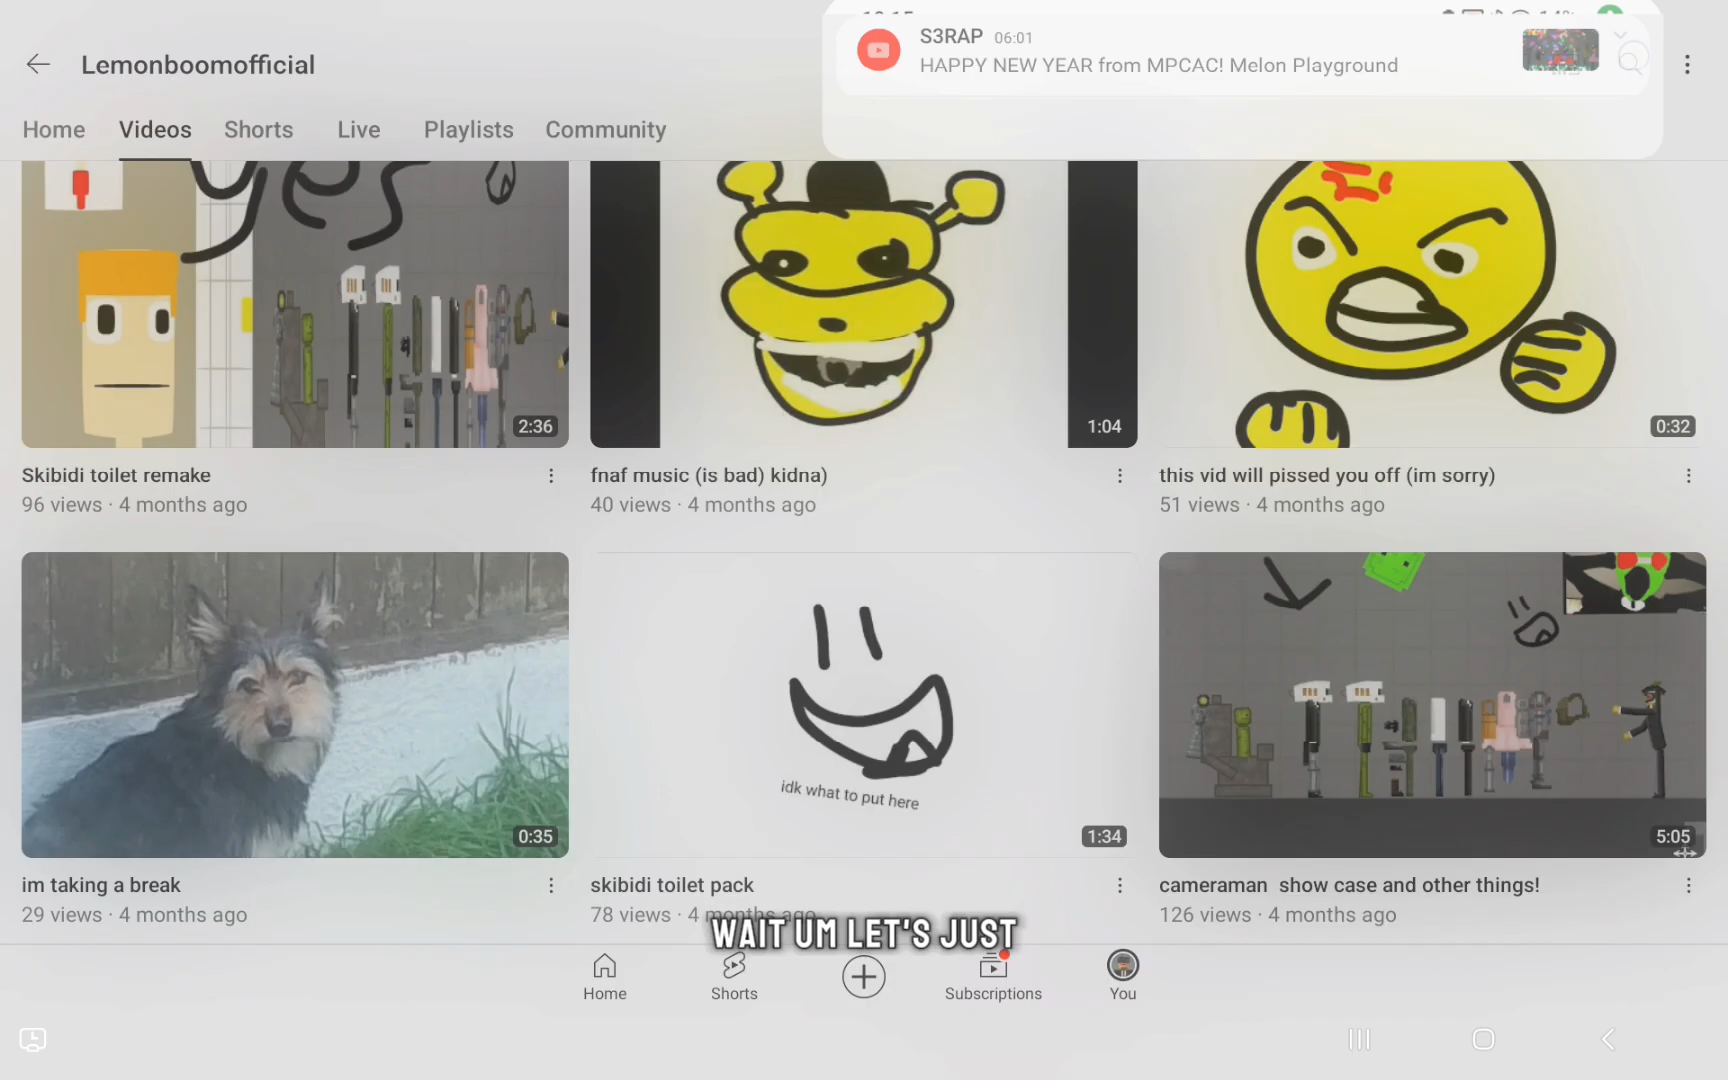 S3RAP 06:01
HAPPY NEW YEAR from MPCAC! Melon Playground
Lemonboomofficial
Home Videos Shorts Live Playlists Community
2:36
1:04
0:32
Skibidi toilet remake
96 views · 4 months ago
fnaf music (is bad) kidna)
40 views · 4 months ago
this vid will pissed you off (im sorry)
51 views · 4 months ago
idk what to put here
0:35
1:34
5:05
im taking a break
29 views · 4 months ago
skibidi toilet pack
78 views · 4 months ago
cameraman show case and other things!
126 views · 4 months ago
WAIT UM LET'S JUST
Home Shorts Subscriptions You